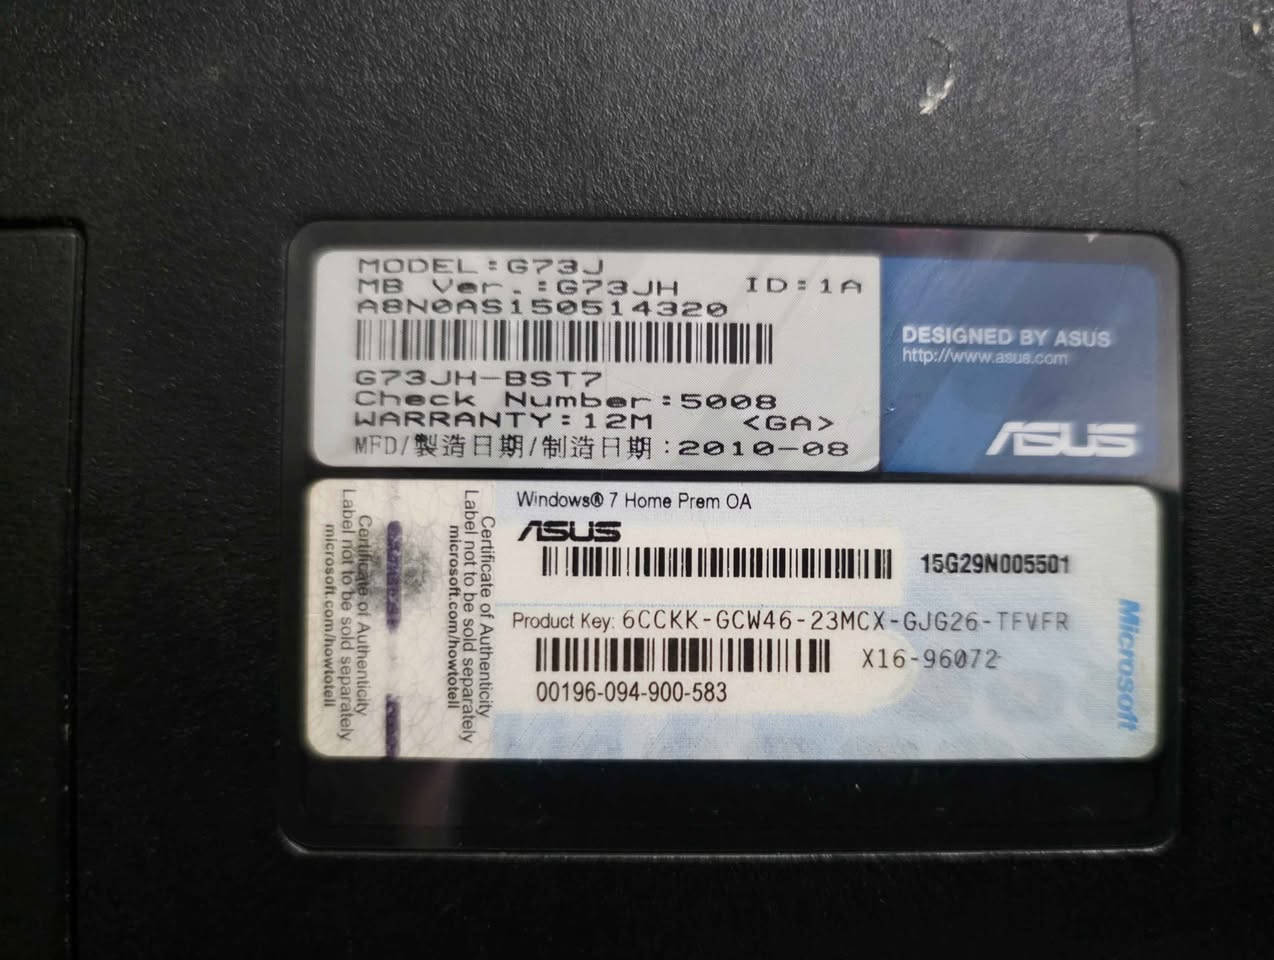 MODEL:G73J
MB Ver.:G73JH ID:1A
A8N0AS150514320
G73JH-BST7
Check Number:5008
WARRANTY:12M <GA>
MFD/製造日期/制造日期:2010-08
DESIGNED BY ASUS
http://www.asus.com
ASUS
Windows® 7 Home Prem OA
ASUS
15G29N005501
Product Key: 6CCKK-GCW46-23MCX-GJG26-TFVFR
X16-96072
00196-094-900-583
Microsoft
Certificate of Authenticity
Label not to be sold separately
microsoft.com/howtotell
Certificate of Authenticity
Label not to be sold separately
microsoft.com/howtotell